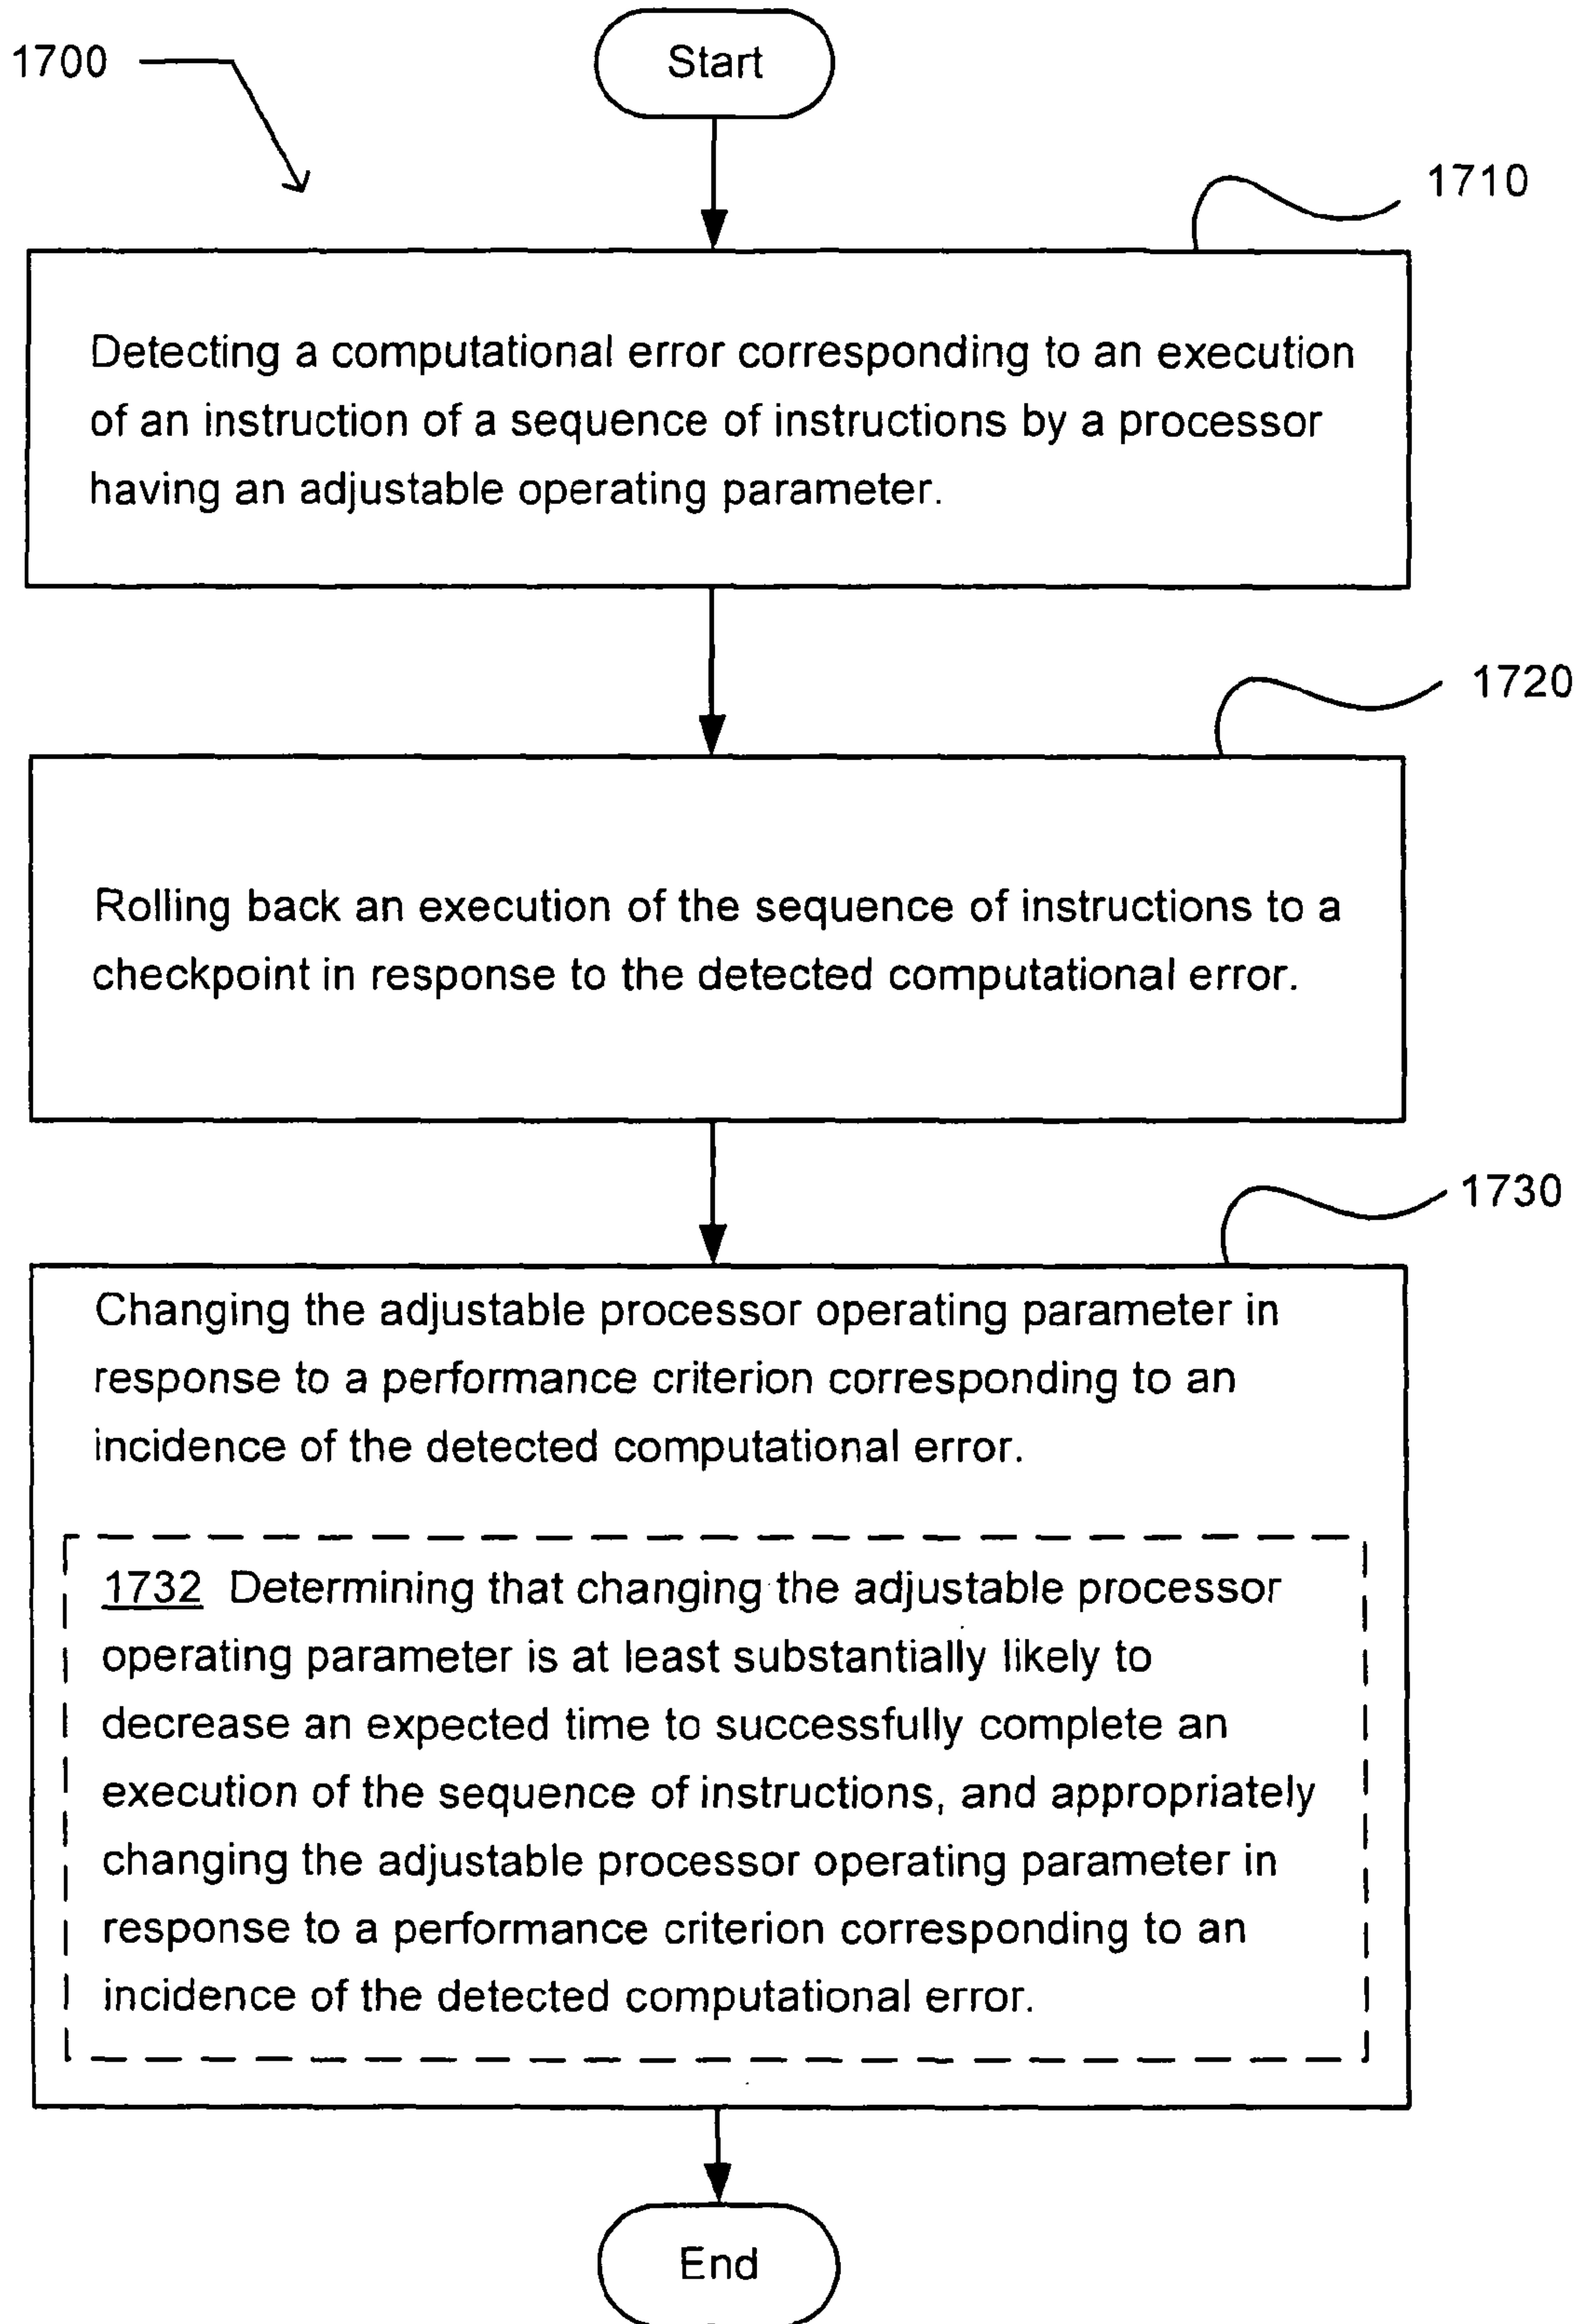 Start
1700
1710
Detecting a computational error corresponding to an execution
of an instruction of a sequence of instructions by a processor
having an adjustable operating parameter.
1720
Rolling back an execution of the sequence of instructions to a
checkpoint in response to the detected computational error.
1730
Changing the adjustable processor operating parameter in
response to a performance criterion corresponding to an
incidence of the detected computational error.
1732 Determining that changing the adjustable processor
operating parameter is at least substantially likely to
decrease an expected time to successfully complete an
execution of the sequence of instructions, and appropriately
changing the adjustable processor operating parameter in
response to a performance criterion corresponding to an
incidence of the detected computational error.
End